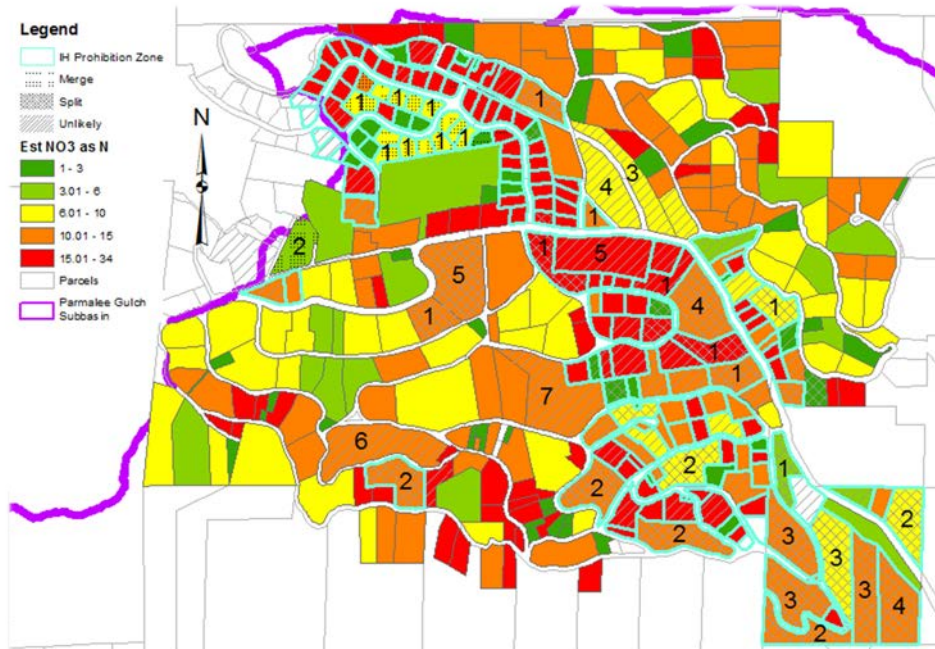 Legend
IH Prohibition Zone
Merge
Split
Unlikely
Est NO3 as N
1 - 3
3.01 - 6
6.01 - 10
10.01 - 15
15.01 - 34
Parcels
Parmalee Gulch
Subbasin
N
1
1 1 1
1 1 1 1
4 3
1
2
1 5
5 1
4 1
1
1
1
7
6
2
2
2
1
2
2
3 3
3 3 4
2